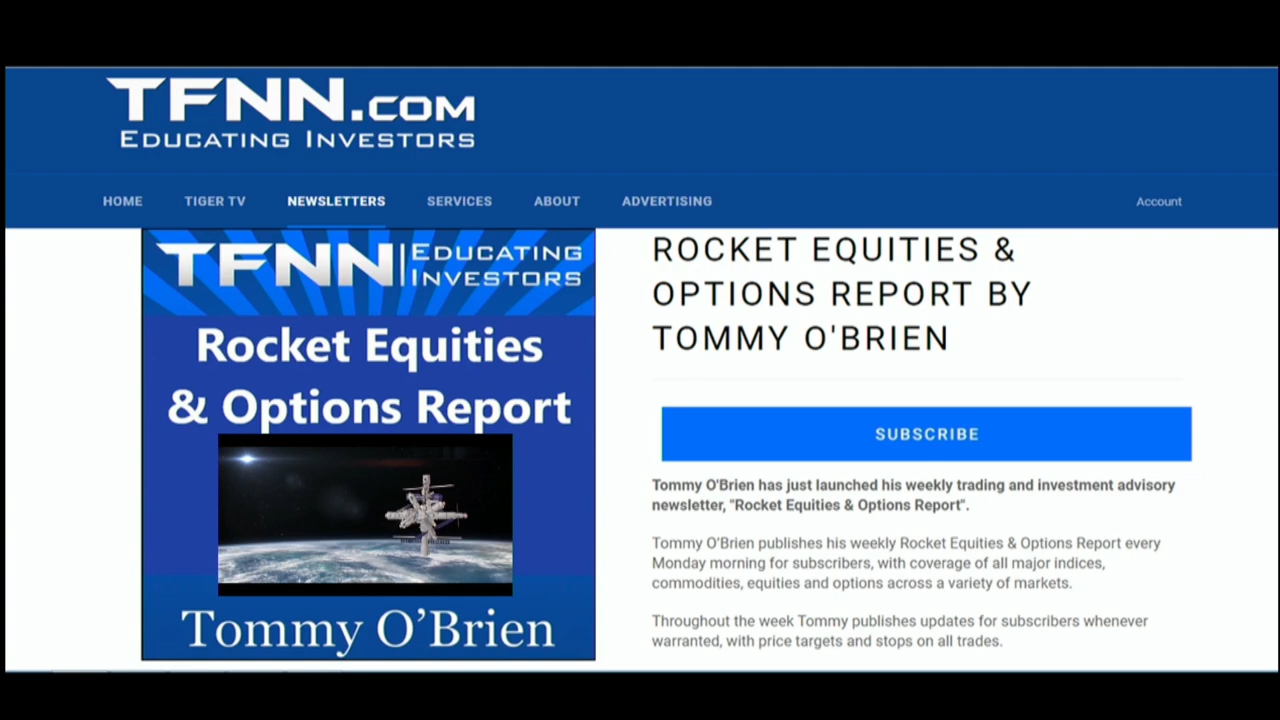 TFNN.COM
EDUCATING INVESTORS
HOME TIGER TV NEWSLETTERS SERVICES ABOUT ADVERTISING Account
TFNN | EDUCATING
INVESTORS
Rocket Equities
& Options Report
Tommy O’Brien
ROCKET EQUITIES &
OPTIONS REPORT BY
TOMMY O'BRIEN
SUBSCRIBE
Tommy O'Brien has just launched his weekly trading and investment advisory
newsletter, "Rocket Equities & Options Report".
Tommy O'Brien publishes his weekly Rocket Equities & Options Report every
Monday morning for subscribers, with coverage of all major indices,
commodities, equities and options across a variety of markets.
Throughout the week Tommy publishes updates for subscribers whenever
warranted, with price targets and stops on all trades.